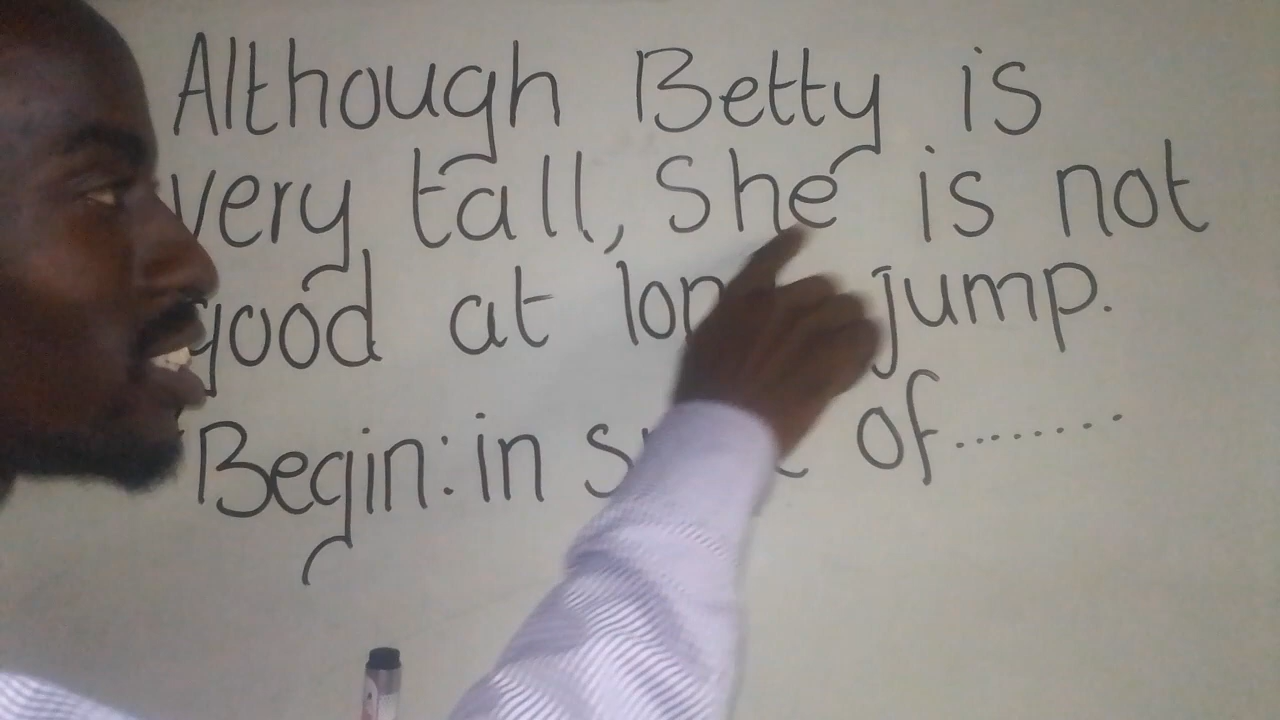 Although Betty is
very tall, She is not
good at jump.
Begin: in of........